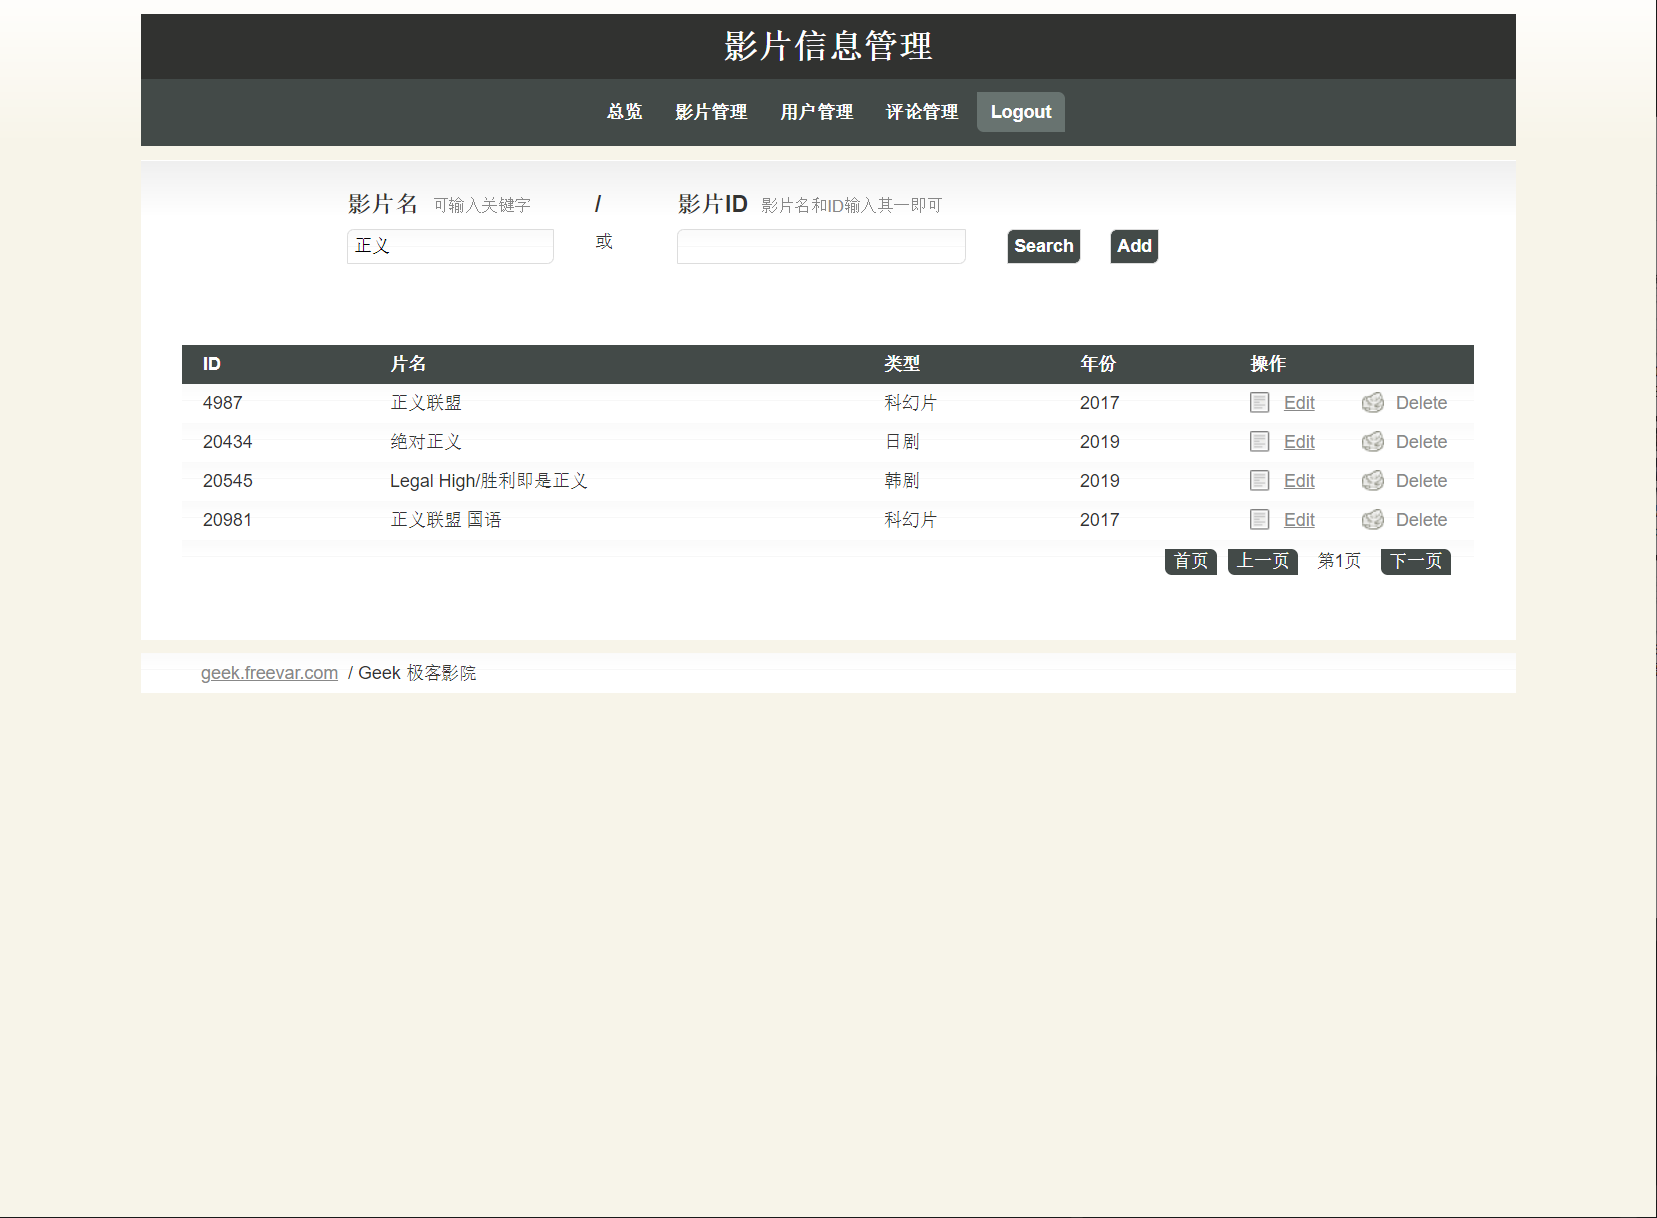 影片信息管理
总览 影片管理 用户管理 评论管理 Logout
影片名 可输入关键字 / 影片ID 影片名和ID输入其一即可
正义 或 Search Add
ID 片名 类型 年份 操作
4987 正义联盟 科幻片 2017 Edit Delete
20434 绝对正义 日剧 2019 Edit Delete
20545 Legal High/胜利即是正义 韩剧 2019 Edit Delete
20981 正义联盟 国语 科幻片 2017 Edit Delete
首页 上一页 第1页 下一页
geek.freevar.com / Geek 极客影院